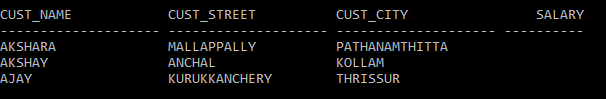 CUST_NAME CUST_STREET CUST_CITY SALARY
-------------------- -------------------- -------------------- ----------
AKSHARA MALLAPPALLY PATHANAMTHITTA
AKSHAY ANCHAL KOLLAM
AJAY KURUKKANCHERY THRISSUR